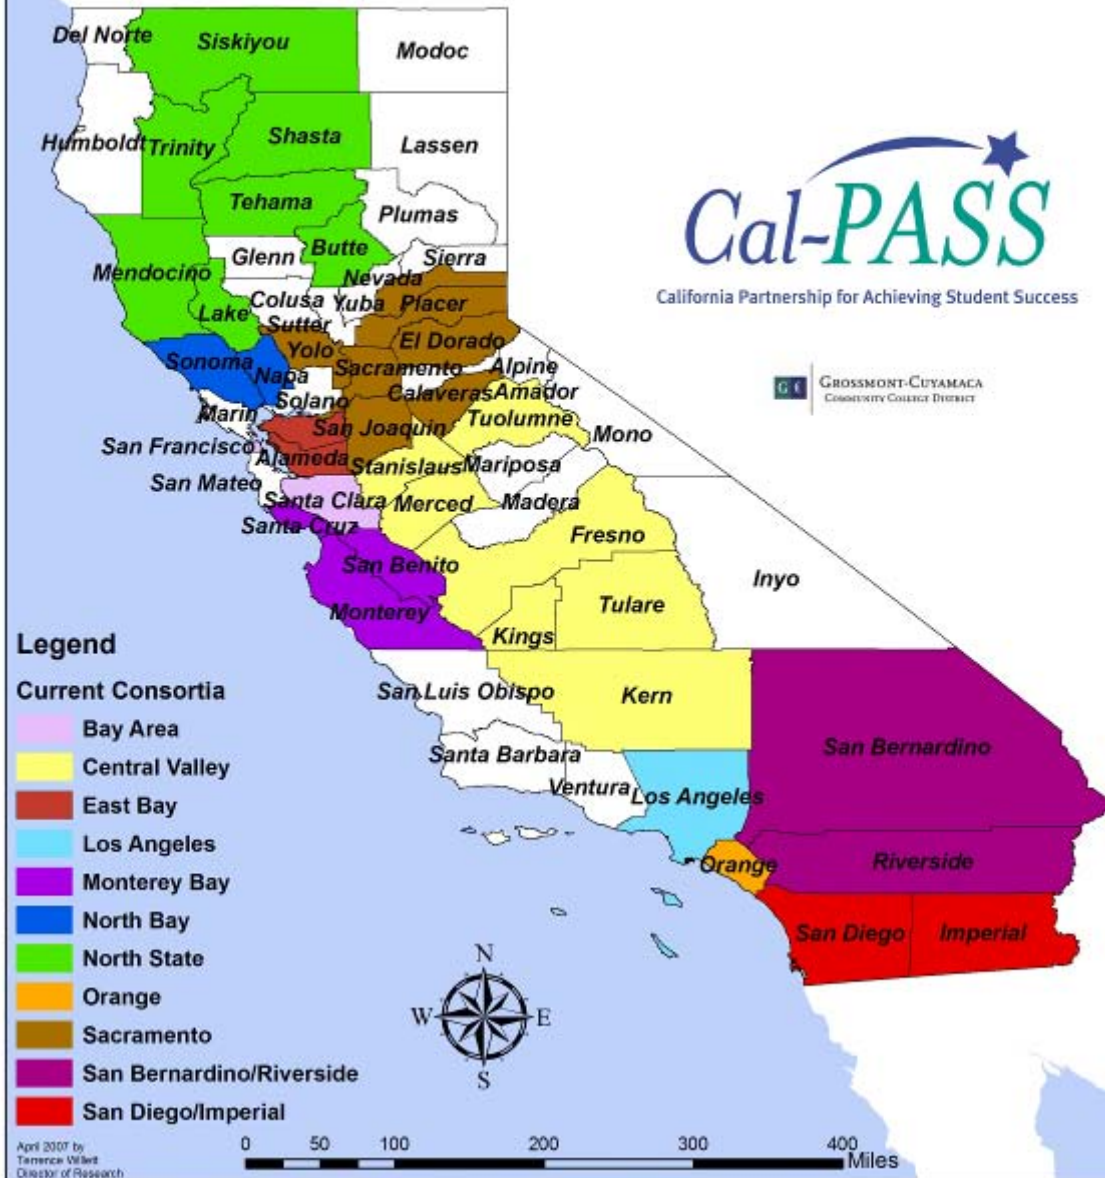 Del Norte
Siskiyou
Modoc
Humboldt
Trinity
Shasta
Lassen
Tehama
Plumas
Glenn
Butte
Mendocino
Sierra
Nevada
Colusa
Yuba
Placer
Lake
Sutter
El Dorado
Yolo
Sonoma
Napa
Sacramento
Alpine
Solano
Calaveras
Amador
Marin
San Joaquin
Tuolumne
Mono
San Francisco
Alameda
Stanislaus
Mariposa
San Mateo
Santa Clara
Merced
Madera
Santa Cruz
Fresno
San Benito
Inyo
Monterey
Tulare
Kings
San Luis Obispo
Kern
Santa Barbara
San Bernardino
Ventura
Los Angeles
Orange
Riverside
San Diego
Imperial
Cal-PASS
California Partnership for Achieving Student Success
G C
GROSSMONT-CUYAMACA
COMMUNITY COLLEGE DISTRICT
Legend
Current Consortia
Bay Area
Central Valley
East Bay
Los Angeles
Monterey Bay
North Bay
North State
Orange
Sacramento
San Bernardino/Riverside
San Diego/Imperial
N
W E
S
April 2007 by
Terrence Willett
Director of Research
0 50 100 200 300 400
Miles